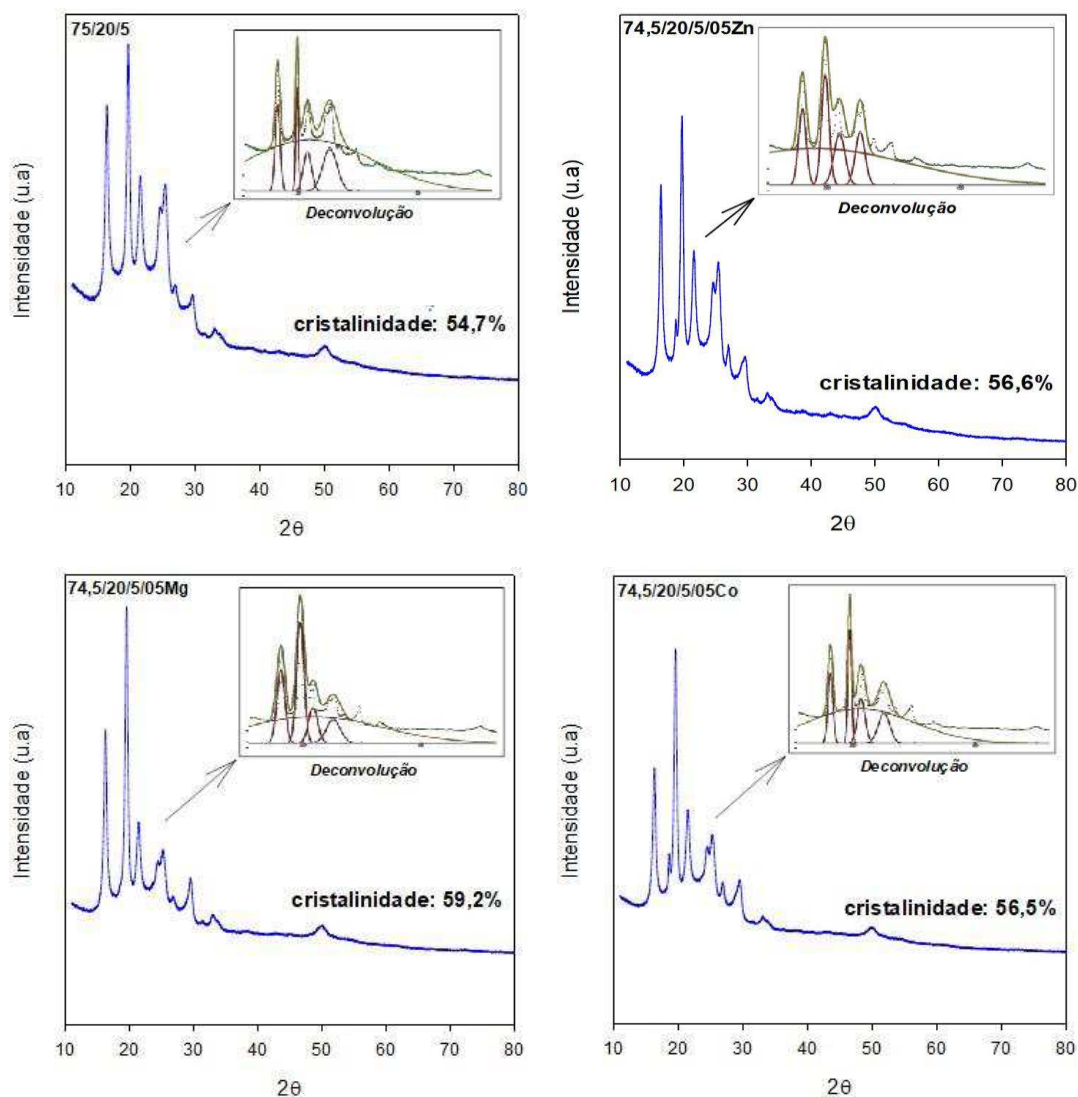 75/20/5
Deconvolução
cristalinidade: 54,7%
Intensidade (u.a)
10 20 30 40 50 60 70 80
2θ
74,5/20/5/05Zn
Deconvolução
cristalinidade: 56,6%
Intensidade (u.a)
10 20 30 40 50 60 70 80
2θ
74,5/20/5/05Mg
Deconvolução
cristalinidade: 59,2%
Intensidade (u.a)
10 20 30 40 50 60 70 80
2θ
74,5/20/5/05Co
Deconvolução
cristalinidade: 56,5%
Intensidade (u.a)
10 20 30 40 50 60 70 80
2θ